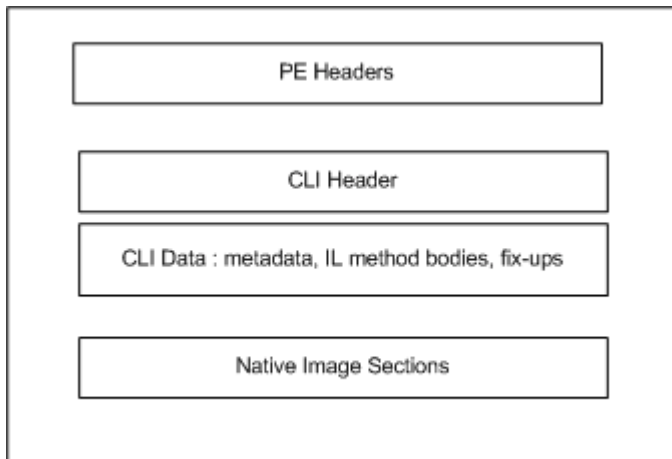 PE Headers
CLI Header
CLI Data : metadata, IL method bodies, fix-ups
Native Image Sections